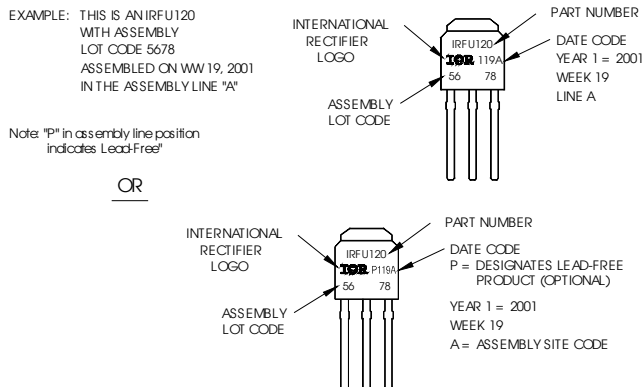 EXAMPLE: THIS IS AN IRFU120
WITH ASSEMBLY
LOT CODE 5678
ASSEMBLED ON WW 19, 2001
IN THE ASSEMBLY LINE "A"
Note: "P" in assembly line position
indicates Lead-Free"
INTERNATIONAL
RECTIFIER
LOGO
ASSEMBLY
LOT CODE
IRFU120
IOR 119A
56 78
PART NUMBER
DATE CODE
YEAR 1 = 2001
WEEK 19
LINE A
OR
INTERNATIONAL
RECTIFIER
LOGO
ASSEMBLY
LOT CODE
IRFU120
IOR P119A
56 78
PART NUMBER
DATE CODE
P = DESIGNATES LEAD-FREE
PRODUCT (OPTIONAL)
YEAR 1 = 2001
WEEK 19
A = ASSEMBLY SITE CODE